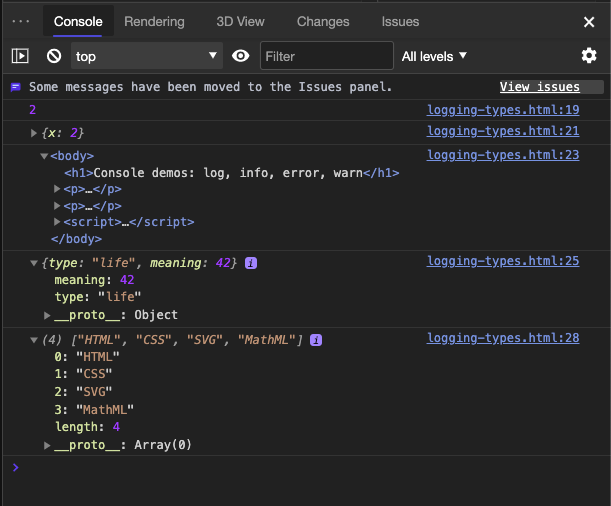 ··· Console Rendering 3D View Changes Issues
top Filter All levels
Some messages have been moved to the Issues panel. View issues
2 logging-types.html:19
{x: 2} logging-types.html:21
<body> logging-types.html:23
<h1>Console demos: log, info, error, warn</h1>
<p>…</p>
<p>…</p>
<script>…</script>
</body>
{type: "life", meaning: 42} i logging-types.html:25
meaning: 42
type: "life"
__proto__: Object
(4) ["HTML", "CSS", "SVG", "MathML"] i logging-types.html:28
0: "HTML"
1: "CSS"
2: "SVG"
3: "MathML"
length: 4
__proto__: Array(0)